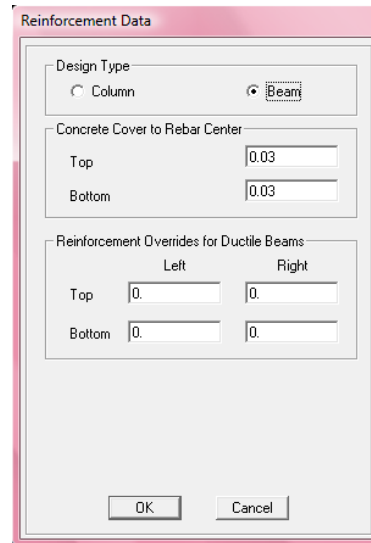 Reinforcement Data
Design Type
Column Beam
Concrete Cover to Rebar Center
Top 0.03
Bottom 0.03
Reinforcement Overrides for Ductile Beams
Left Right
Top 0. 0.
Bottom 0. 0.
OK Cancel